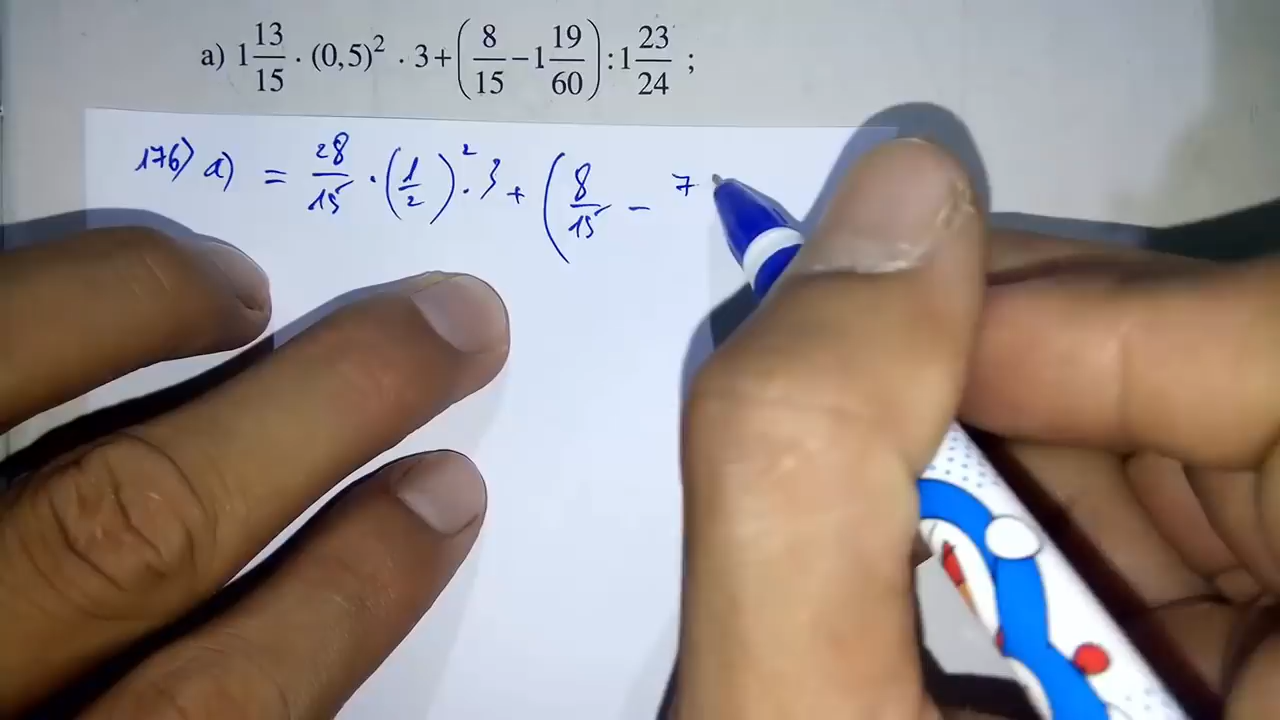 a) 1 13/15 · (0,5)² · 3 + (8/15 − 1 19/60) : 1 23/24 ;
176) a) = 28/15 · (1/2)² · 3 + (8/15 − 7